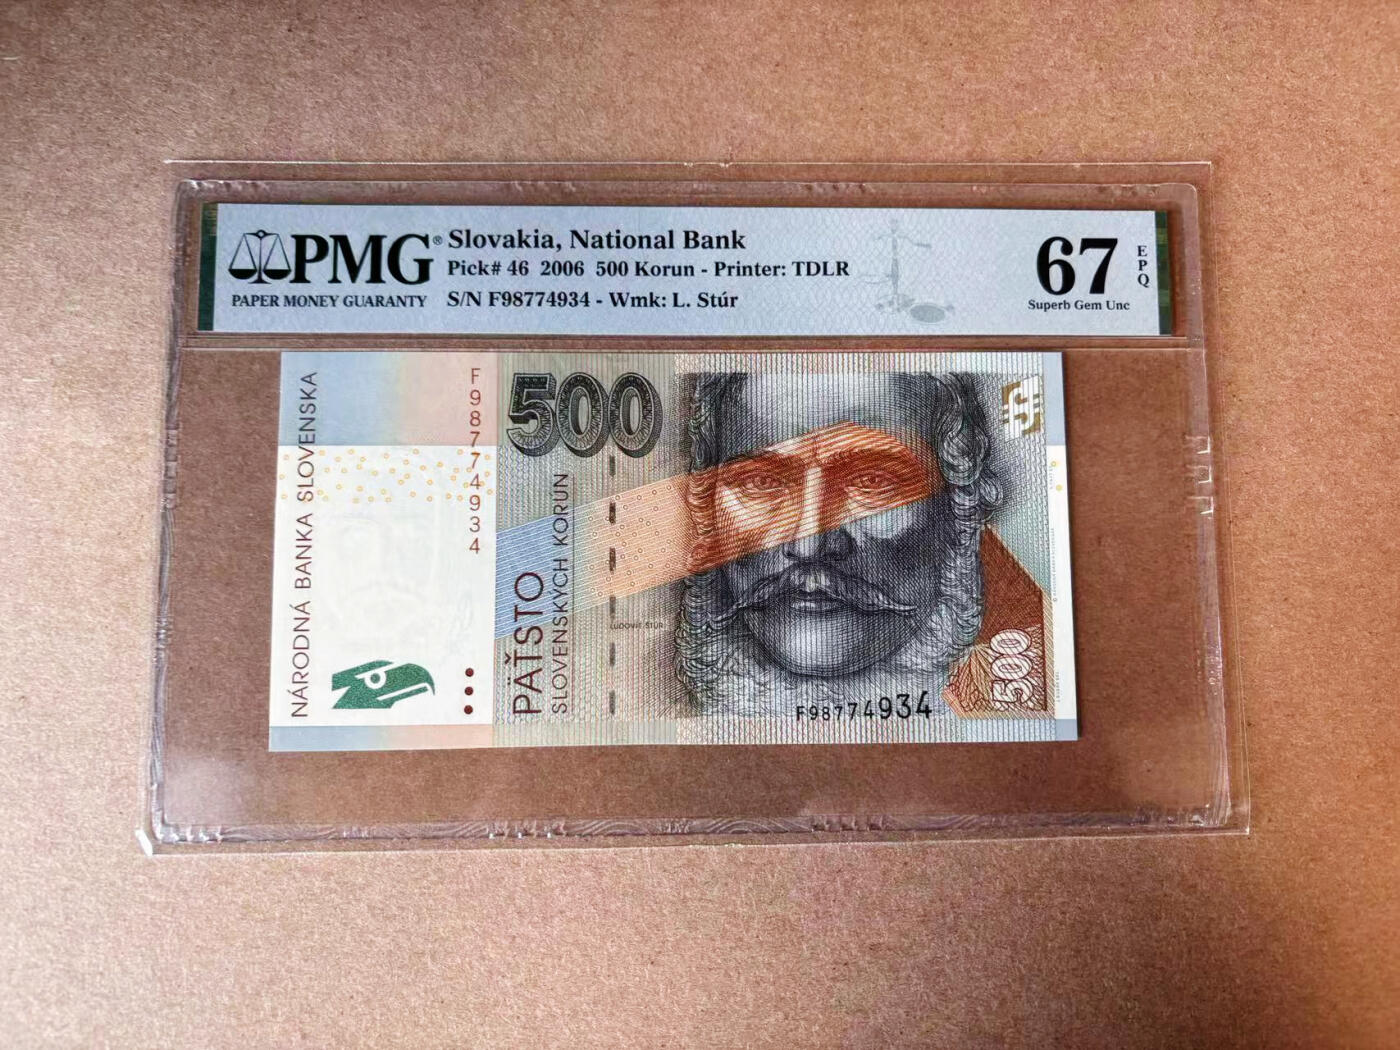 PMG®
PAPER MONEY GUARANTY
Slovakia, National Bank
Pick# 46 2006 500 Korun - Printer: TDLR
S/N F98774934 - Wmk: L. Stúr
67
EPQ
Superb Gem Unc
NÁRODNÁ BANKA SLOVENSKA
F98774934
500
PÄŤSTO
SLOVENSKÝCH KORUN
ĽUDOVÍT ŠTÚR
F98774934
500